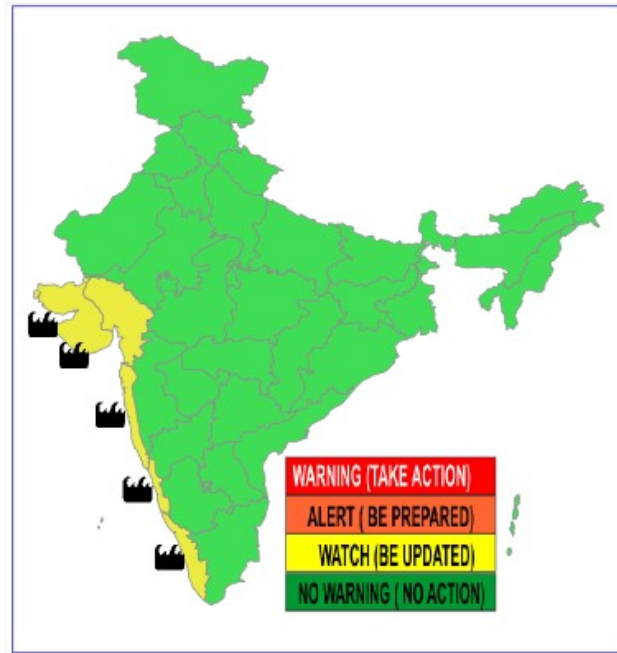 WARNING (TAKE ACTION)
ALERT ( BE PREPARED)
WATCH (BE UPDATED)
NO WARNING ( NO ACTION)